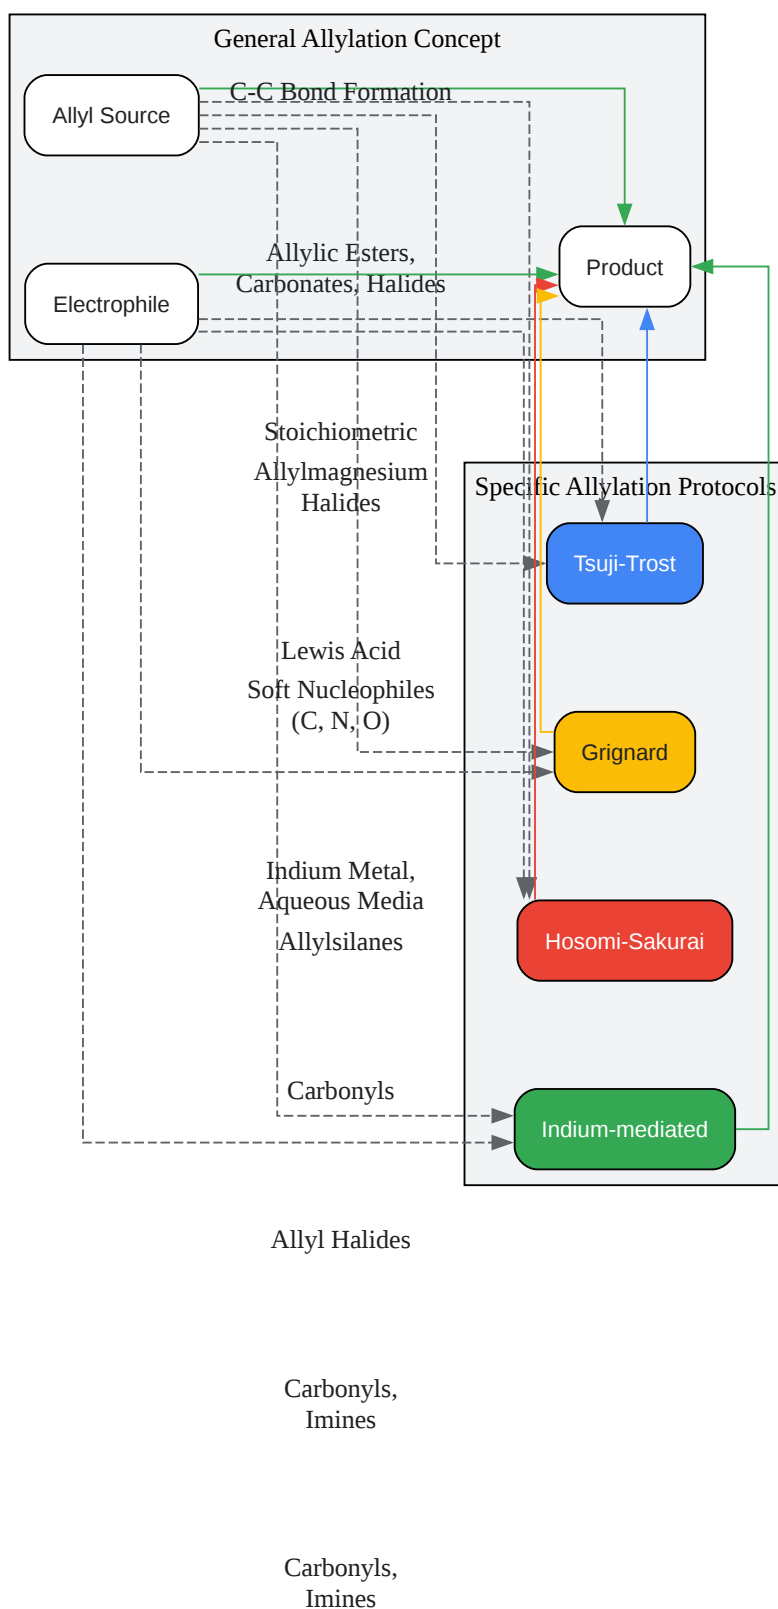 General Allylation Concept
C-C Bond Formation
Allyl Source
Allylic Esters,
Carbonates, Halides
Product
Electrophile
Stoichiometric
Allylmagnesium
Halides
Specific Allylation Protocols
Tsuji-Trost
Lewis Acid
Soft Nucleophiles
(C, N, O)
Grignard
Indium Metal,
Aqueous Media
Allylsilanes
Hosomi-Sakurai
Carbonyls
Indium-mediated
Allyl Halides
Carbonyls,
Imines
Carbonyls,
Imines